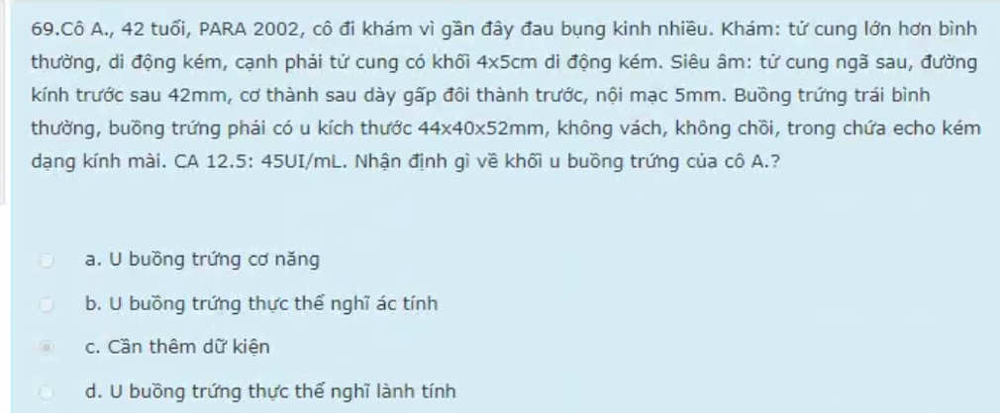 69.Cô A., 42 tuổi, PARA 2002, cô đi khám vì gần đây đau bụng kinh nhiều. Khám: tử cung lớn hơn bình
thường, di động kém, cạnh phải tử cung có khối 4x5cm di động kém. Siêu âm: tử cung ngã sau, đường
kính trước sau 42mm, cơ thành sau dày gấp đôi thành trước, nội mạc 5mm. Buồng trứng trái bình
thường, buồng trứng phải có u kích thước 44x40x52mm, không vách, không chồi, trong chứa echo kém
dạng kính mài. CA 12.5: 45UI/mL. Nhận định gì về khối u buồng trứng của cô A.?
a. U buồng trứng cơ năng
b. U buồng trứng thực thể nghĩ ác tính
c. Cần thêm dữ kiện
d. U buồng trứng thực thể nghĩ lành tính